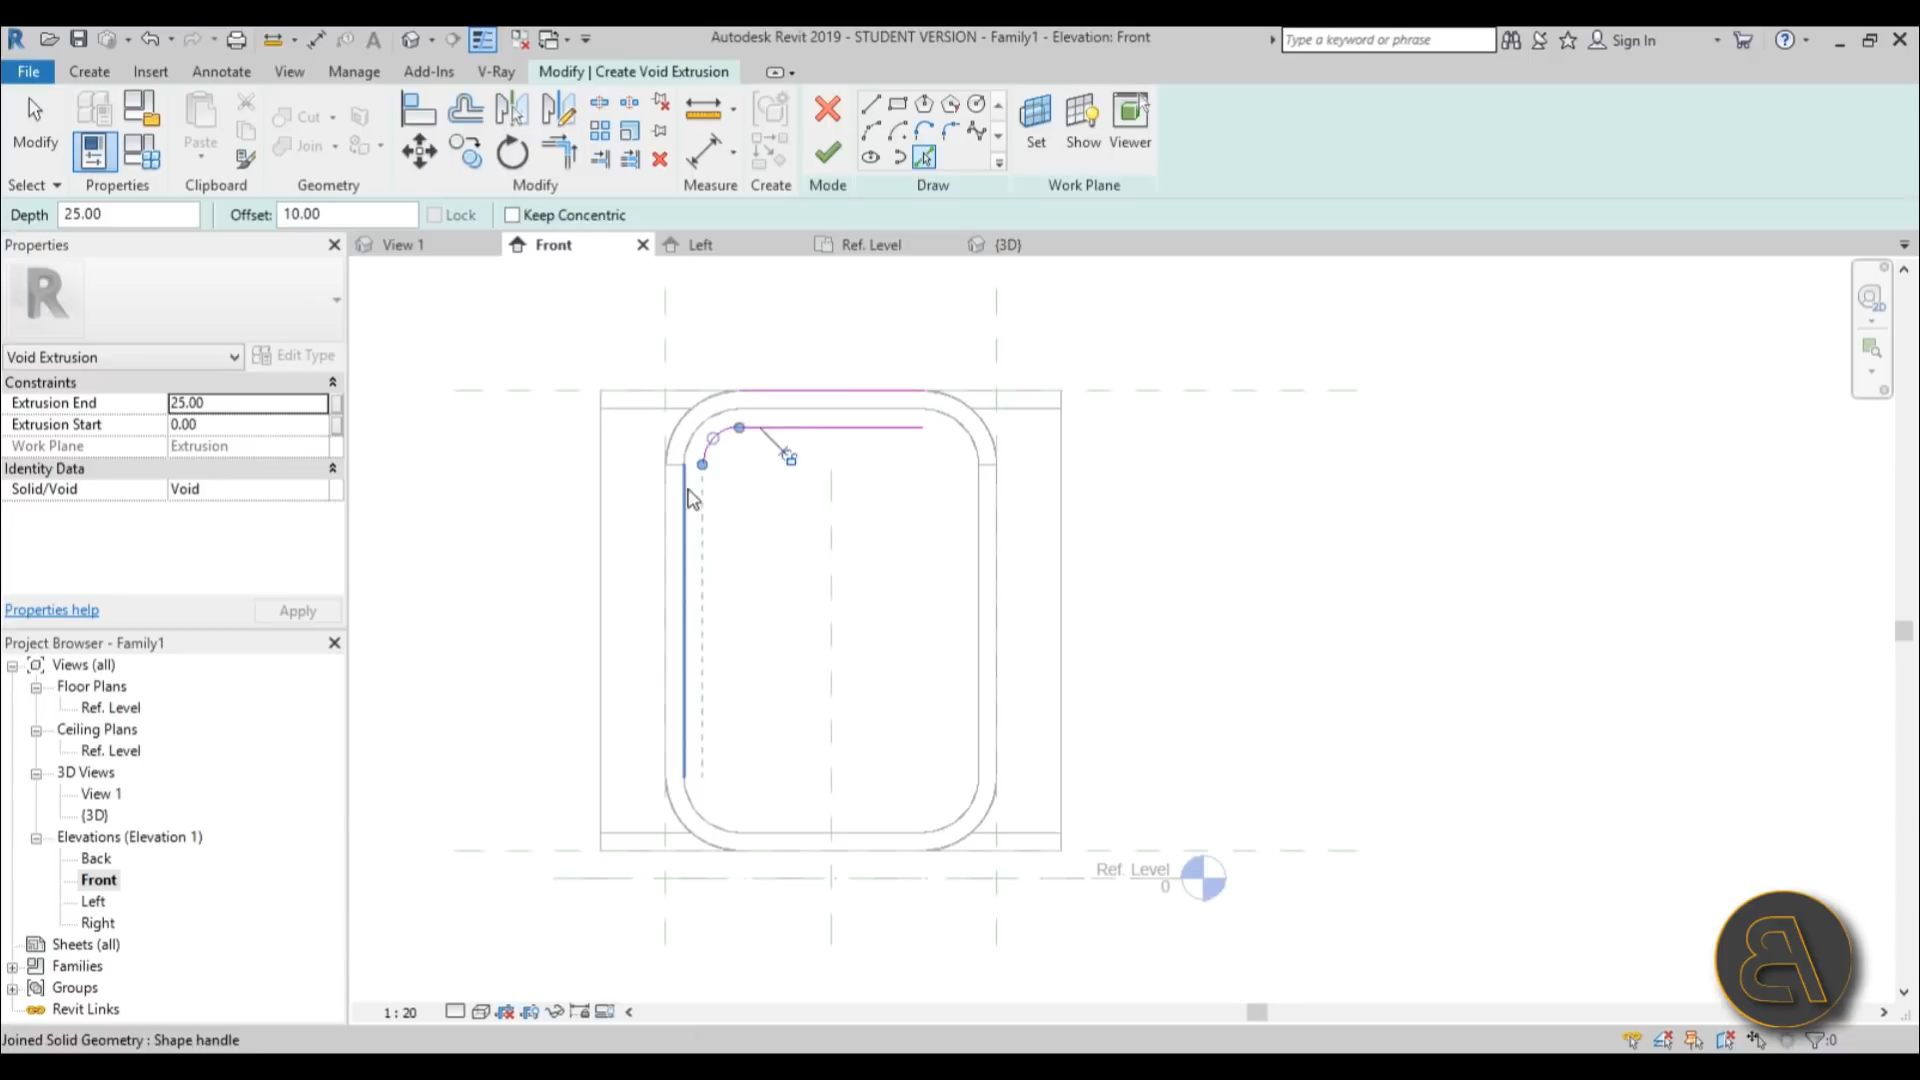 Autodesk Revit 2019 - STUDENT VERSION - Family1 - Elevation: Front
Type a keyword or phrase
Sign In
File Create Insert Annotate View Manage Add-Ins V-Ray Modify | Create Void Extrusion
Modify
Paste
Cut
Join
Set Show Viewer
Select Properties Clipboard Geometry Modify Measure Create Mode Draw Work Plane
Depth 25.00 Offset: 10.00 Lock Keep Concentric
Properties
View 1 Front Left Ref. Level {3D}
R
2D
Void Extrusion Edit Type
Constraints
Extrusion End 25.00
Extrusion Start 0.00
Work Plane Extrusion
Identity Data
Solid/Void Void
Properties help Apply
Project Browser - Family1
Views (all)
Floor Plans
Ref. Level
Ceiling Plans
Ref. Level
3D Views
View 1
{3D}
Elevations (Elevation 1)
Back
Front
Left
Right
Sheets (all)
Families
Groups
Revit Links
Ref. Level
0
1 : 20
Joined Solid Geometry : Shape handle
:0